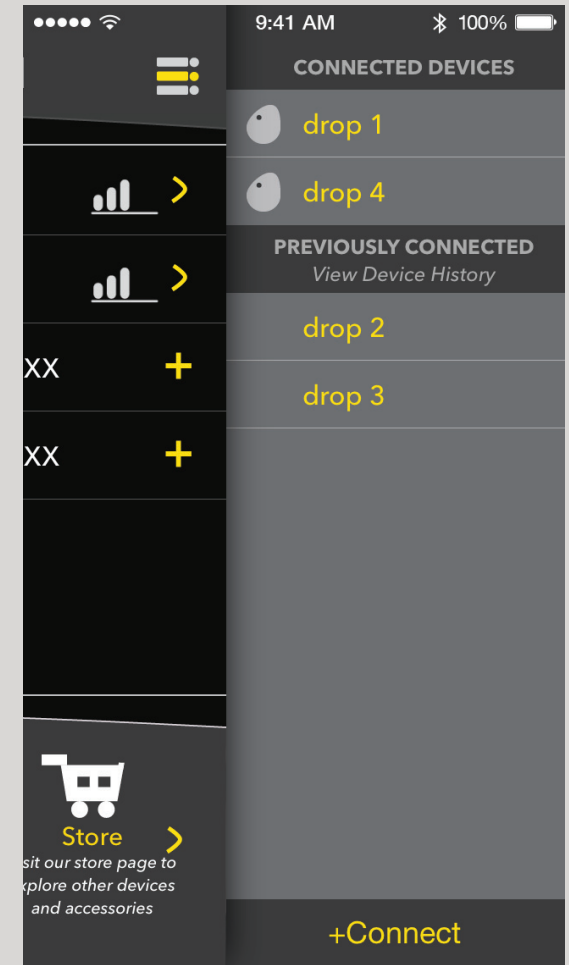 9:41 AM
100%
CONNECTED DEVICES
drop 1
drop 4
PREVIOUSLY CONNECTED
View Device History
drop 2
drop 3
+Connect
XX
XX
Store
sit our store page to
xplore other devices
and accessories